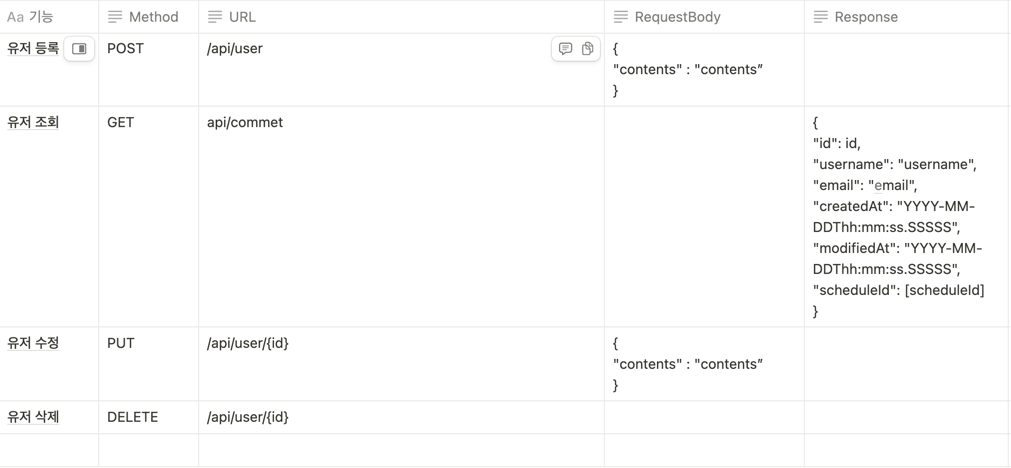 Aa 기능 Method URL RequestBody Response
유저 등록 POST /api/user {
"contents" : "contents”
}
유저 조회 GET api/commet {
"id": id,
"username": "username",
"email": "email",
"createdAt": "YYYY-MM-
DDThh:mm:ss.SSSSS",
"modifiedAt": "YYYY-MM-
DDThh:mm:ss.SSSSS",
"scheduleId": [scheduleId]
}
유저 수정 PUT /api/user/{id} {
"contents" : "contents”
}
유저 삭제 DELETE /api/user/{id}